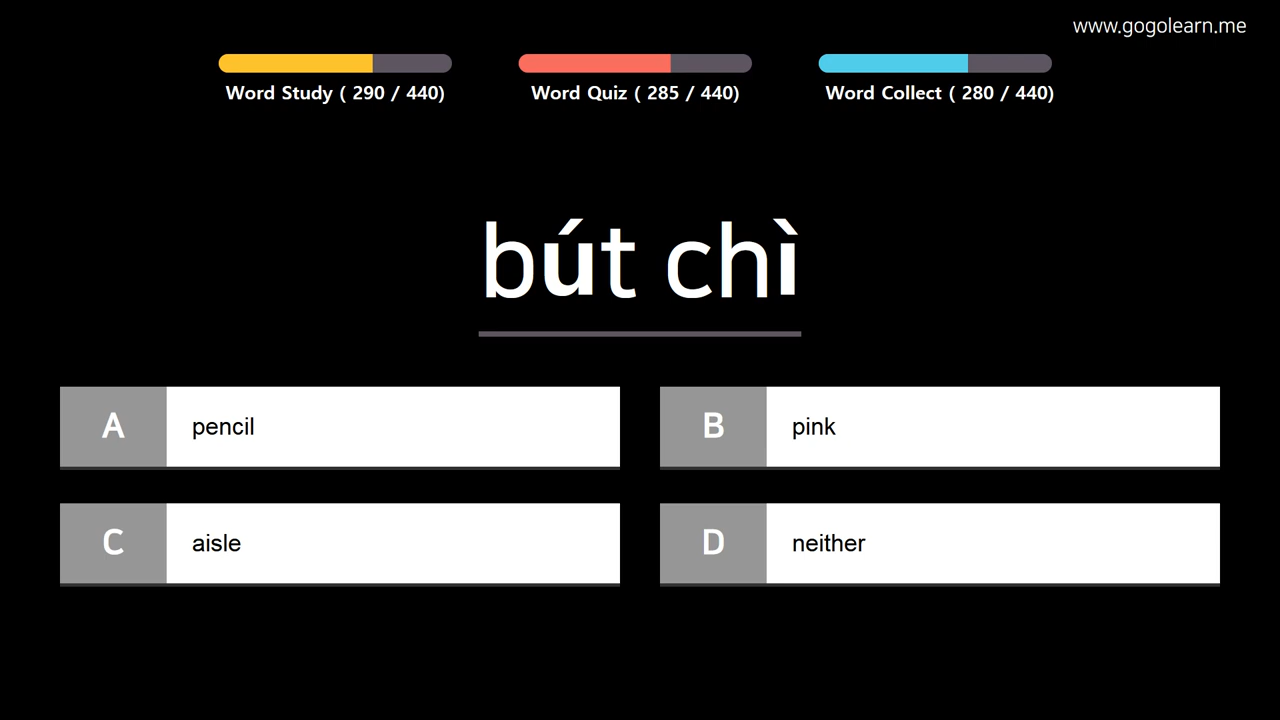 www.gogolearn.me
Word Study ( 290 / 440)
Word Quiz ( 285 / 440)
Word Collect ( 280 / 440)
bút chì
A pencil
B pink
C aisle
D neither